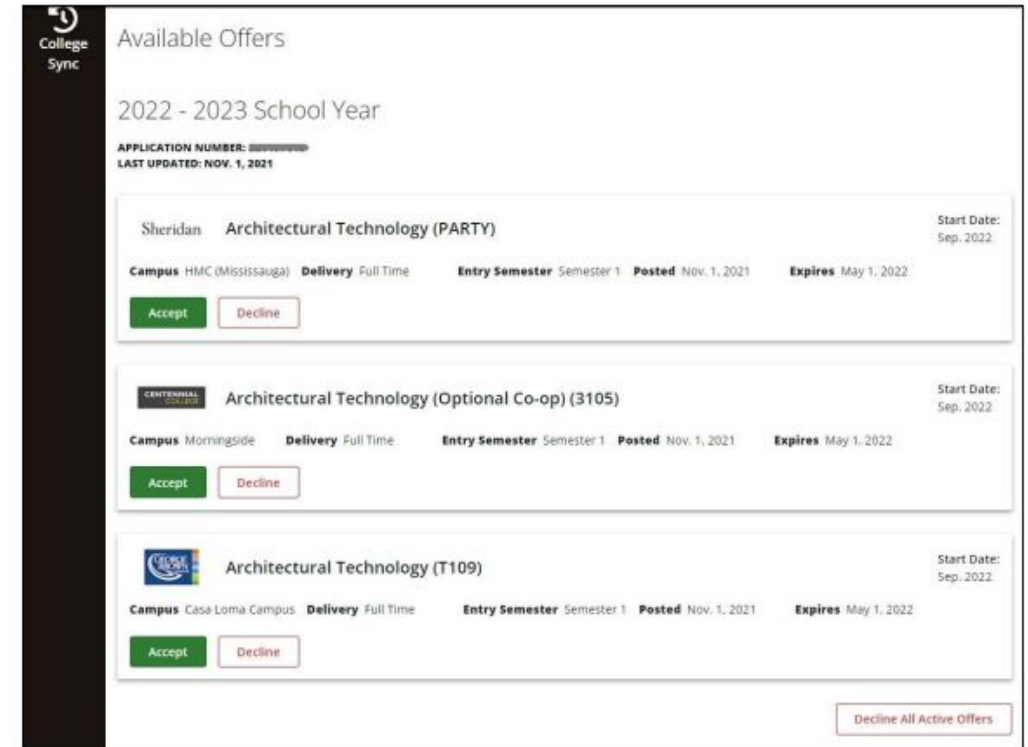 College
Sync
Available Offers
2022 - 2023 School Year
APPLICATION NUMBER:
LAST UPDATED: NOV. 1, 2021
Sheridan Architectural Technology (PARTY) Start Date:
Sep. 2022
Campus HMC (Mississauga) Delivery Full Time Entry Semester Semester 1 Posted Nov. 1, 2021 Expires May 1, 2022
Accept Decline
CENTENNIAL
COLLEGE
Architectural Technology (Optional Co-op) (3105) Start Date:
Sep. 2022
Campus Morningside Delivery Full Time Entry Semester Semester 1 Posted Nov. 1, 2021 Expires May 1, 2022
Accept Decline
GEORGE
BROWN
Architectural Technology (T109) Start Date:
Sep. 2022
Campus Casa Loma Campus Delivery Full Time Entry Semester Semester 1 Posted Nov. 1, 2021 Expires May 1, 2022
Accept Decline
Decline All Active Offers